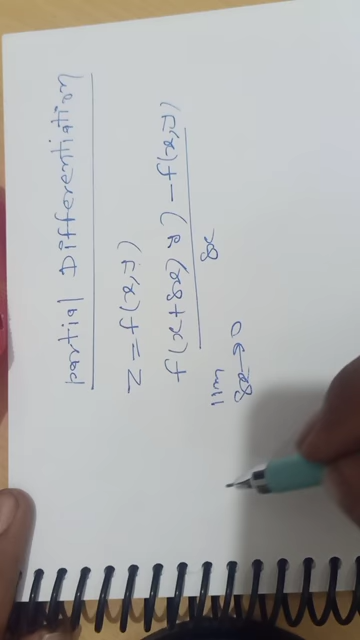 partial Differentiation
z = f(x,y)
f(x+δx, y) - f(x,y)
δx
lim
δx→0